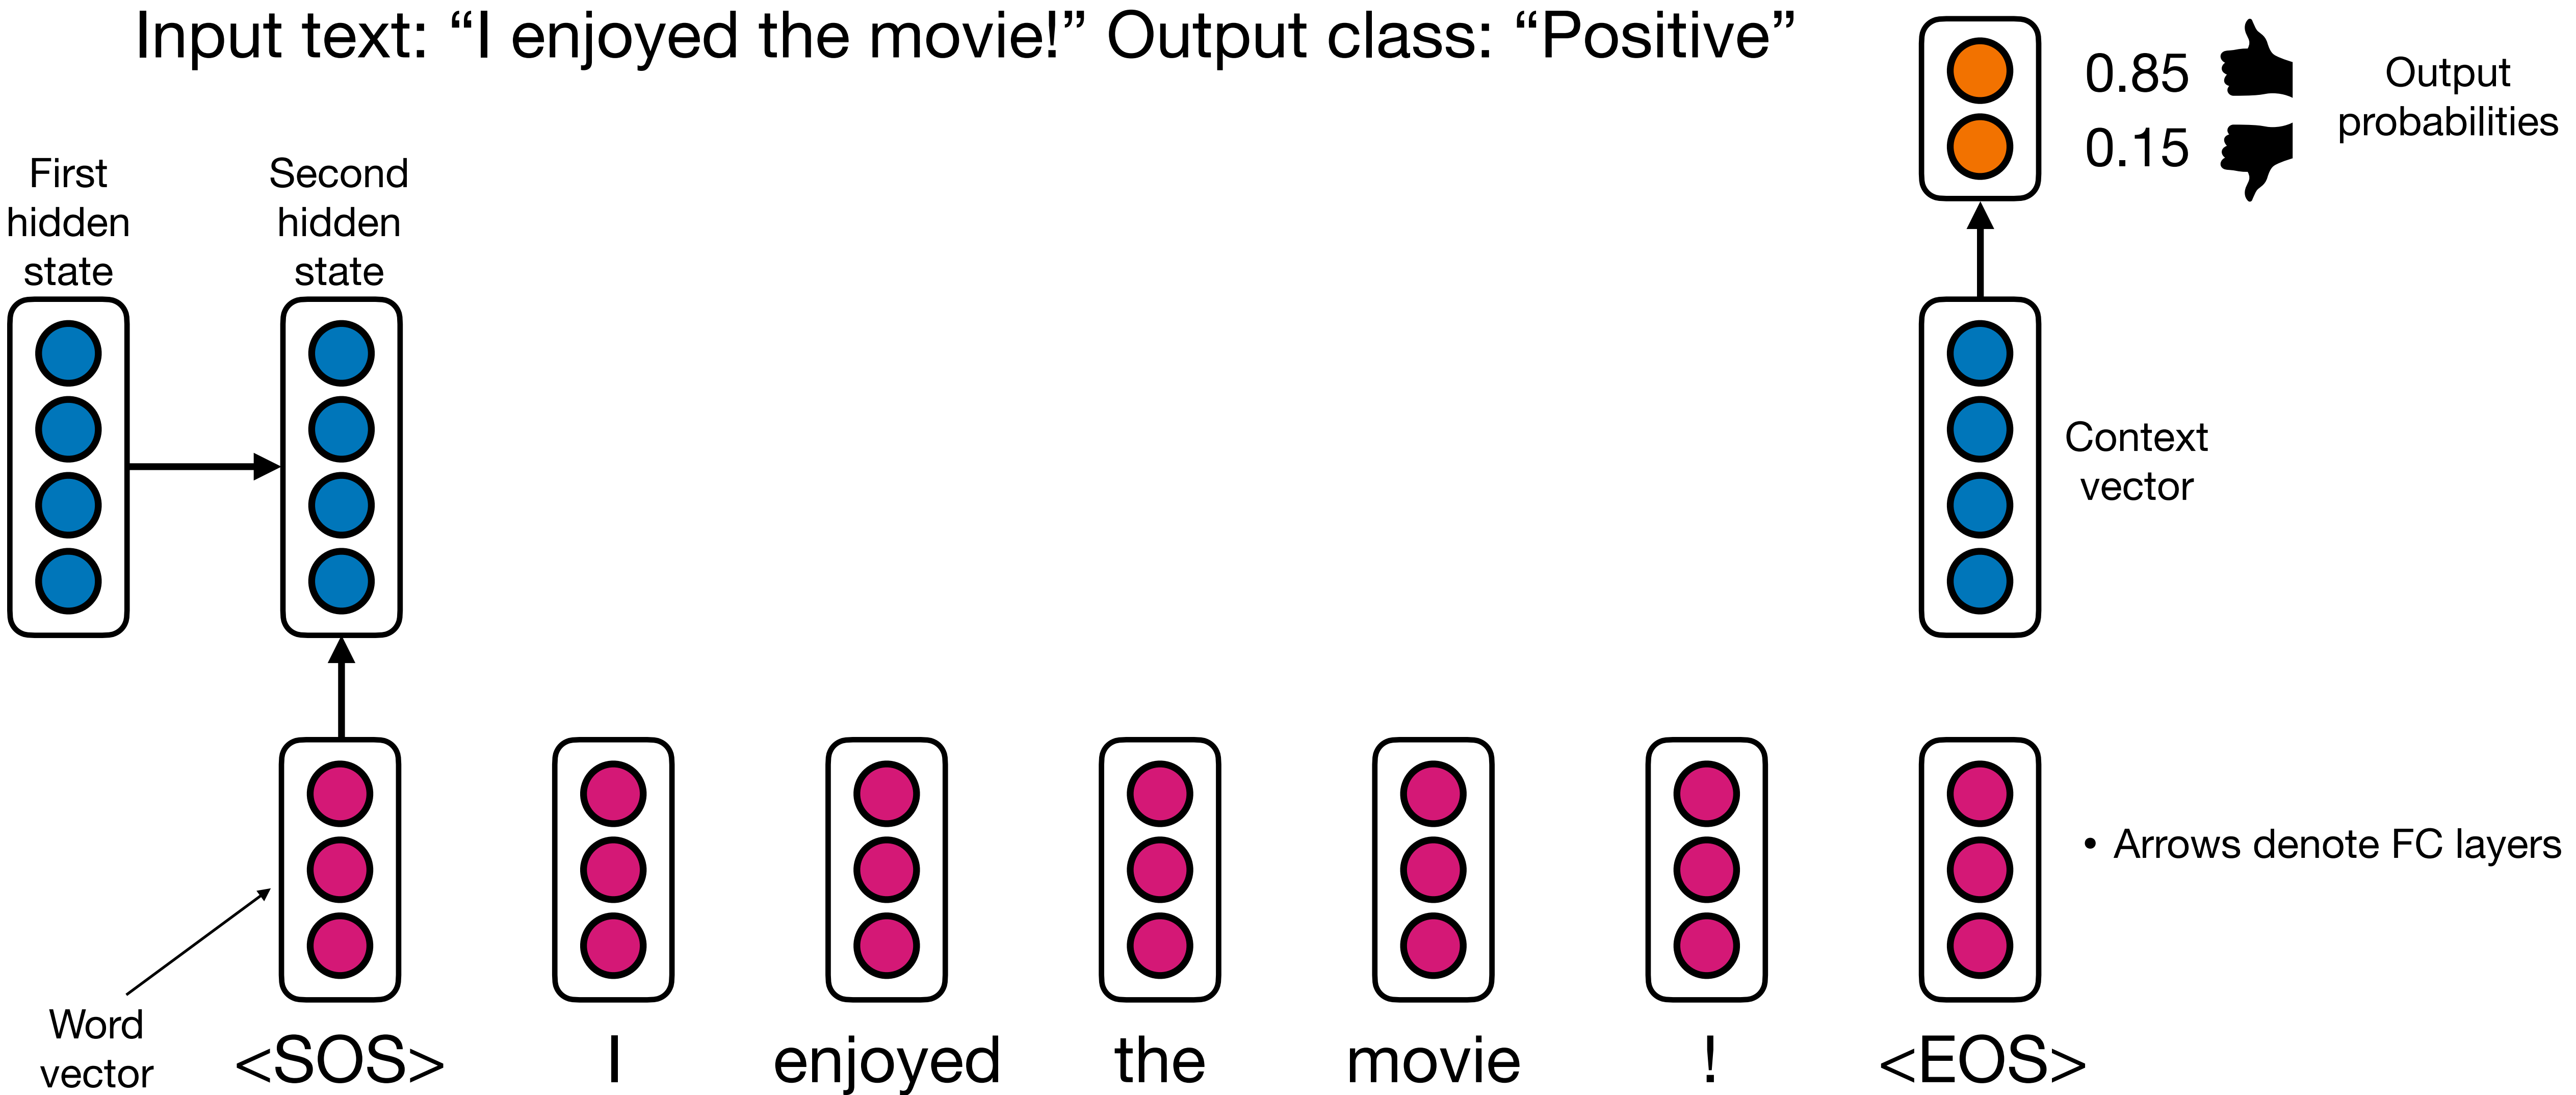 Input text: “I enjoyed the movie!” Output class: “Positive”
0.85
0.15
Output
probabilities
First
hidden
state
Second
hidden
state
Context
vector
• Arrows denote FC layers
Word
vector
<SOS> I enjoyed the movie ! <EOS>